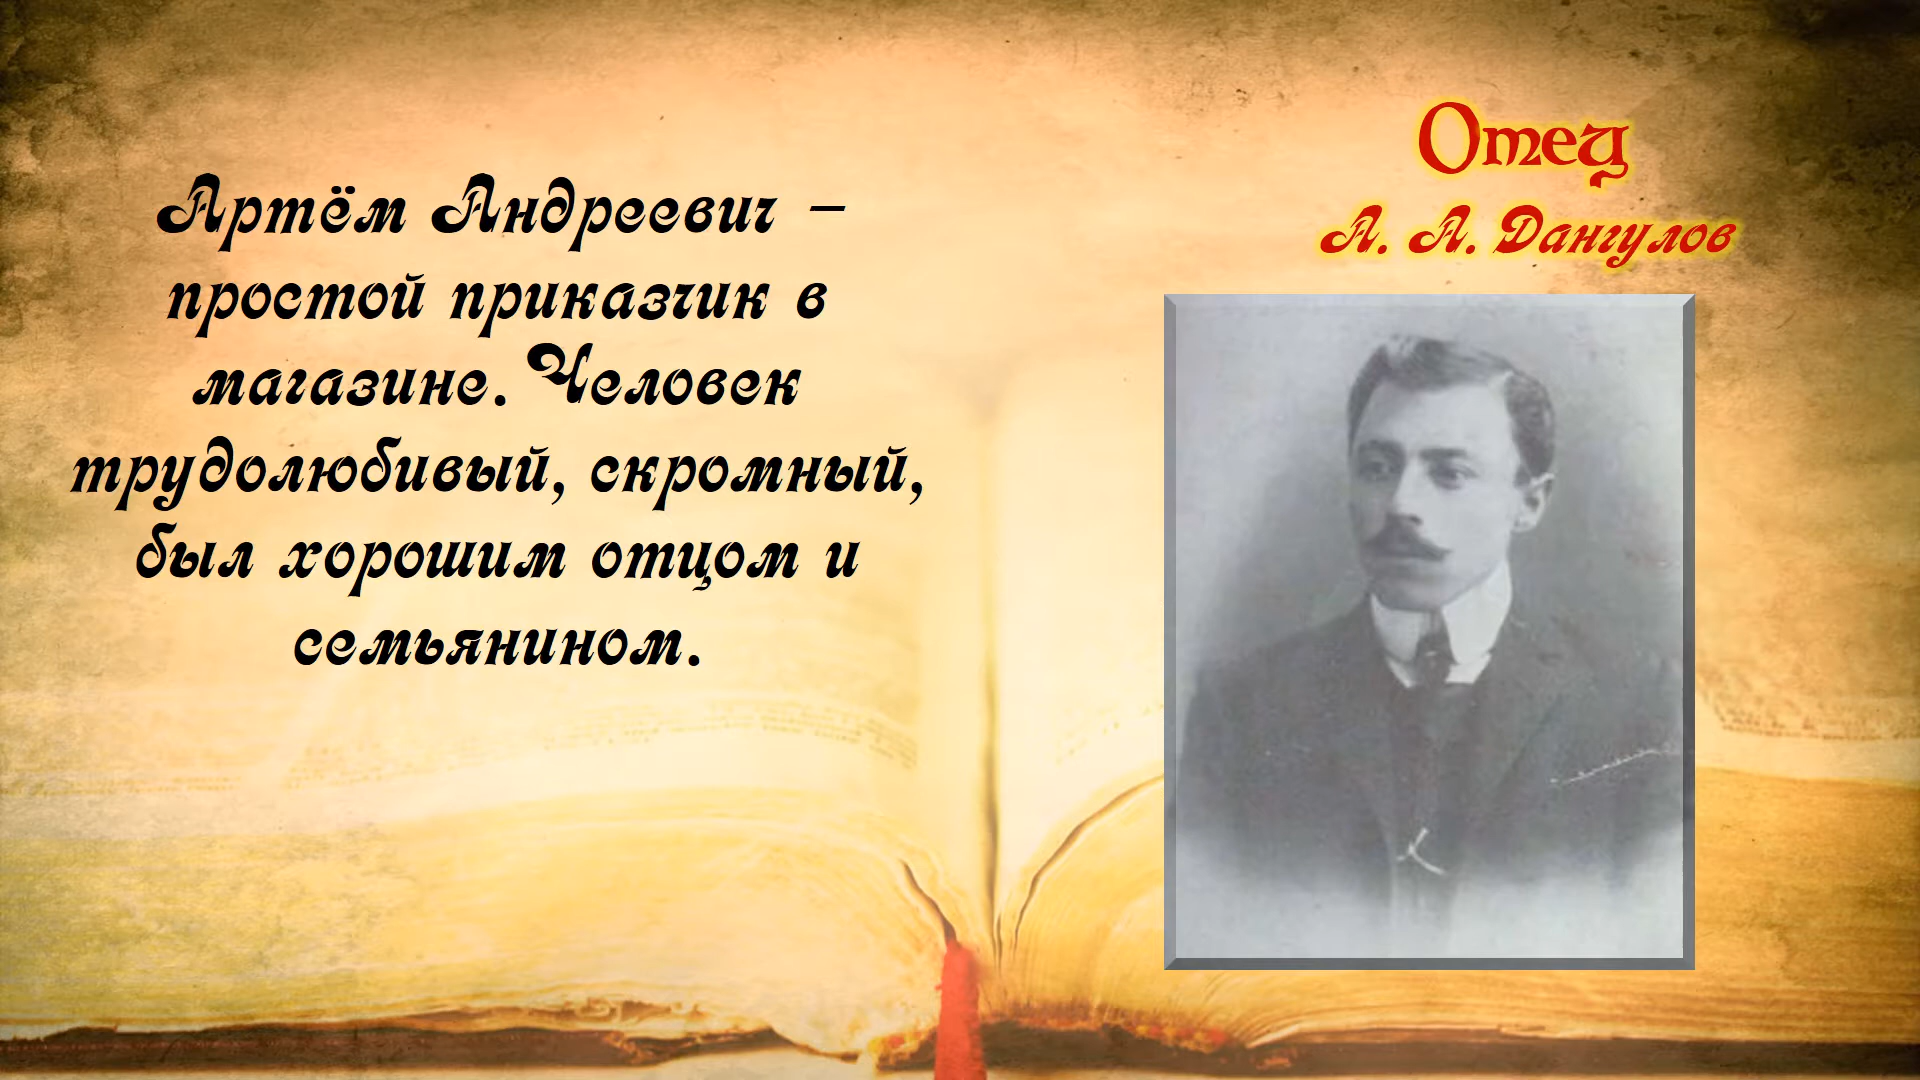 Отец
А. А. Дангулов
Артём Андреевич –
простой приказчик в
магазине. Человек
трудолюбивый, скромный,
был хорошим отцом и
семьянином.